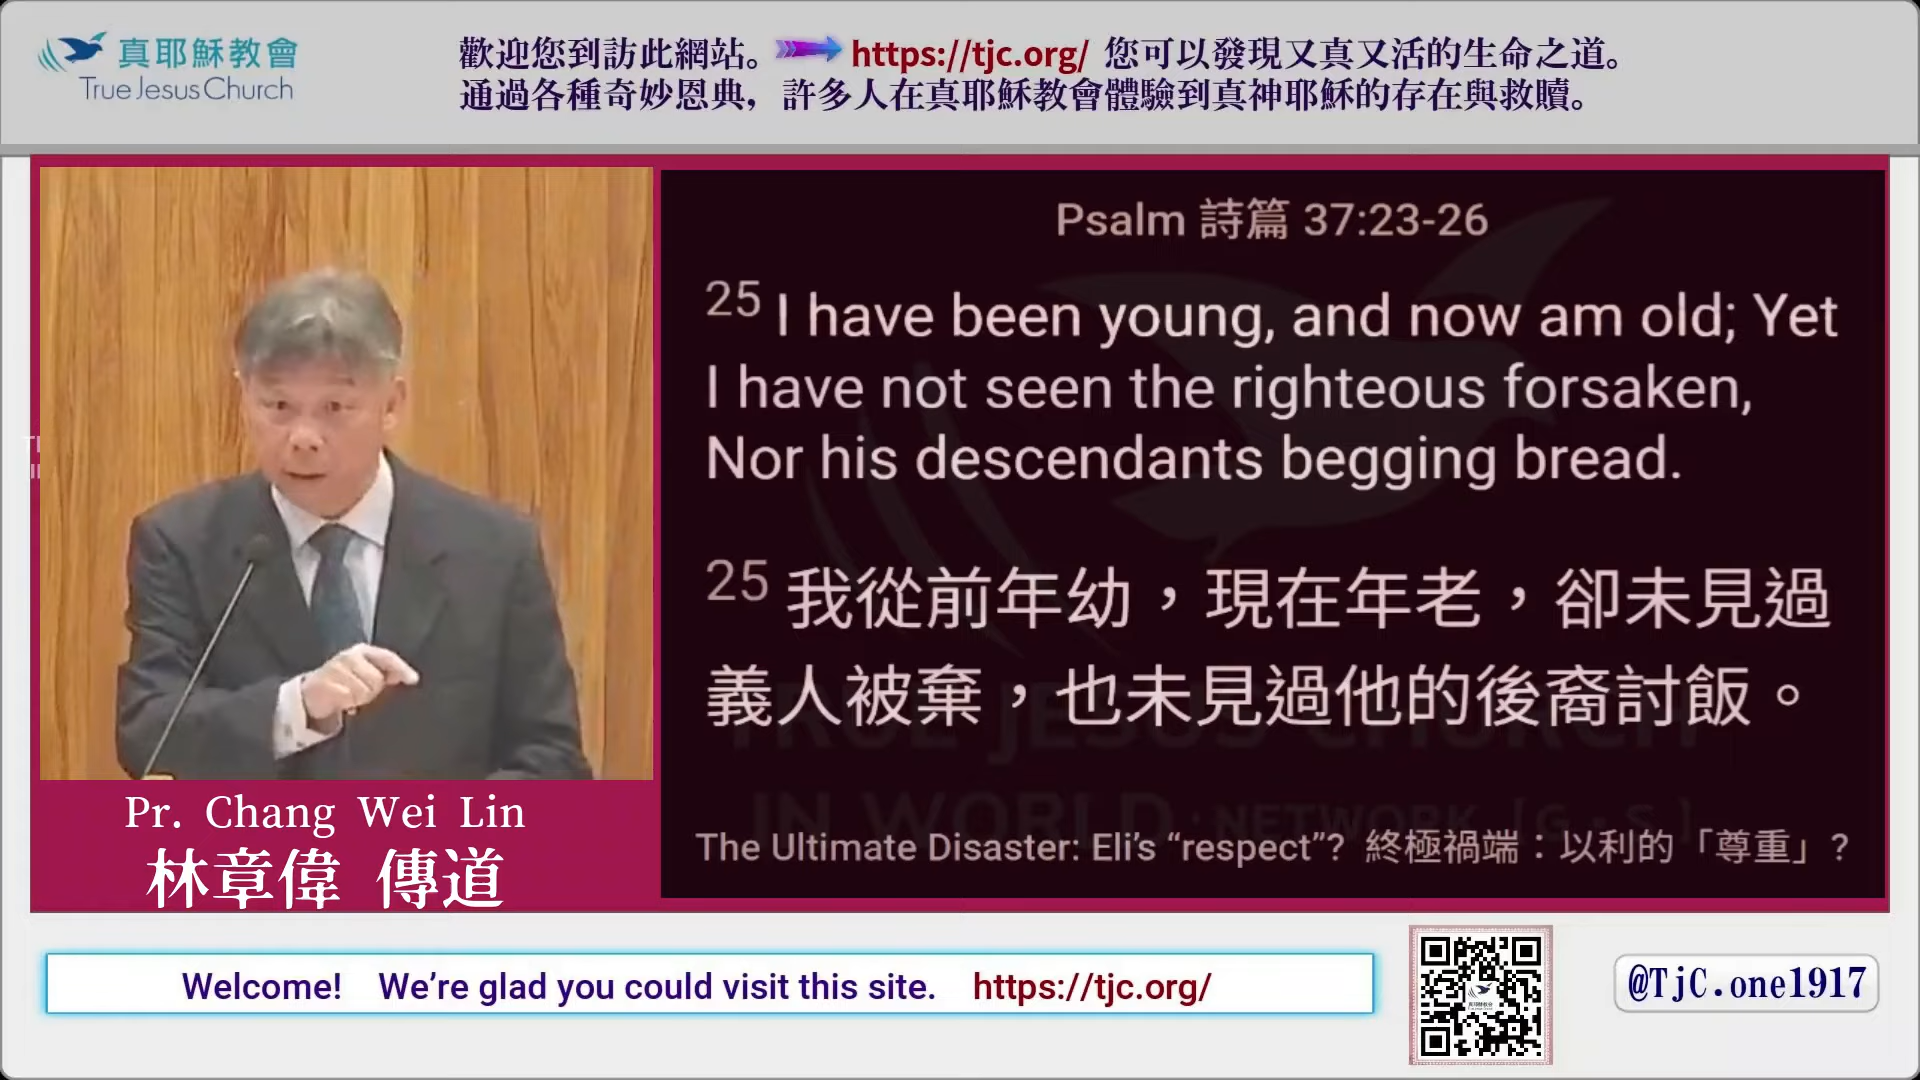 真耶穌教會
True Jesus Church
歡迎您到訪此網站。 https://tjc.org/ 您可以發現又真又活的生命之道。
通過各種奇妙恩典，許多人在真耶穌教會體驗到真神耶穌的存在與救贖。
Psalm 詩篇 37:23-26
25 I have been young, and now am old; Yet
I have not seen the righteous forsaken,
Nor his descendants begging bread.
25 我從前年幼，現在年老，卻未見過
義人被棄，也未見過他的後裔討飯。
TRUE JESUS CHURCH
IN WORLD NETWORK [G.S.]
The Ultimate Disaster: Eli’s “respect”? 終極禍端：以利的「尊重」？
Pr. Chang Wei Lin
林章偉 傳道
Welcome! We’re glad you could visit this site. https://tjc.org/
@TjC.one1917